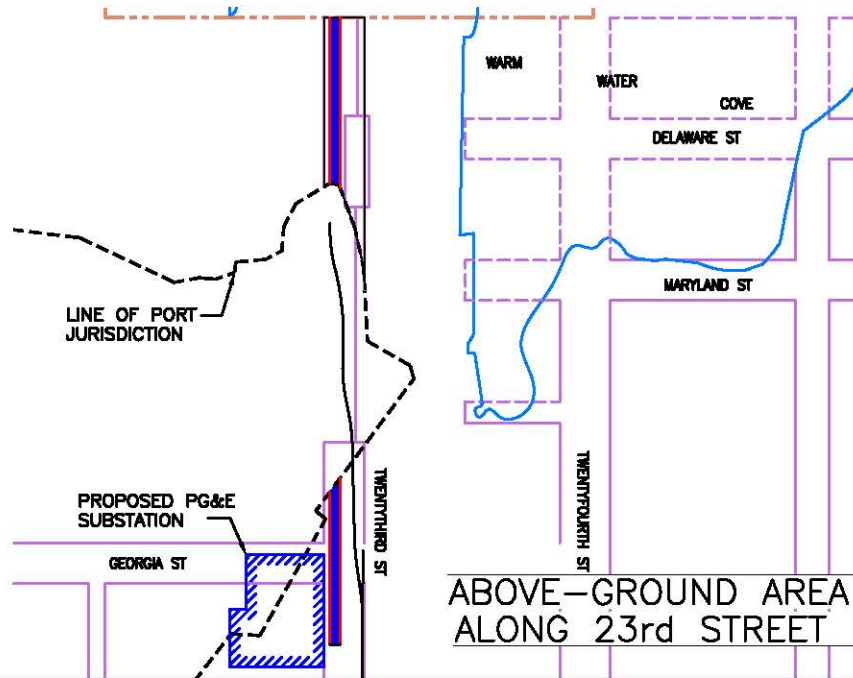 WARM
WATER
COVE
DELAWARE ST
MARYLAND ST
LINE OF PORT
JURISDICTION
PROPOSED PG&E
SUBSTATION
GEORGIA ST
TWENTYTHIRD ST
TWENTYFOURTH ST
ABOVE-GROUND AREA
ALONG 23rd STREET